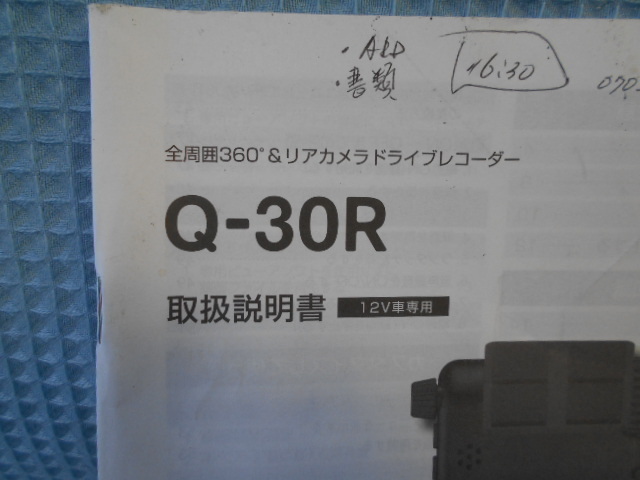 16:30
・書類
070-
全周囲360°&リアカメラドライブレコーダー
Q-30R
取扱説明書 12V車専用